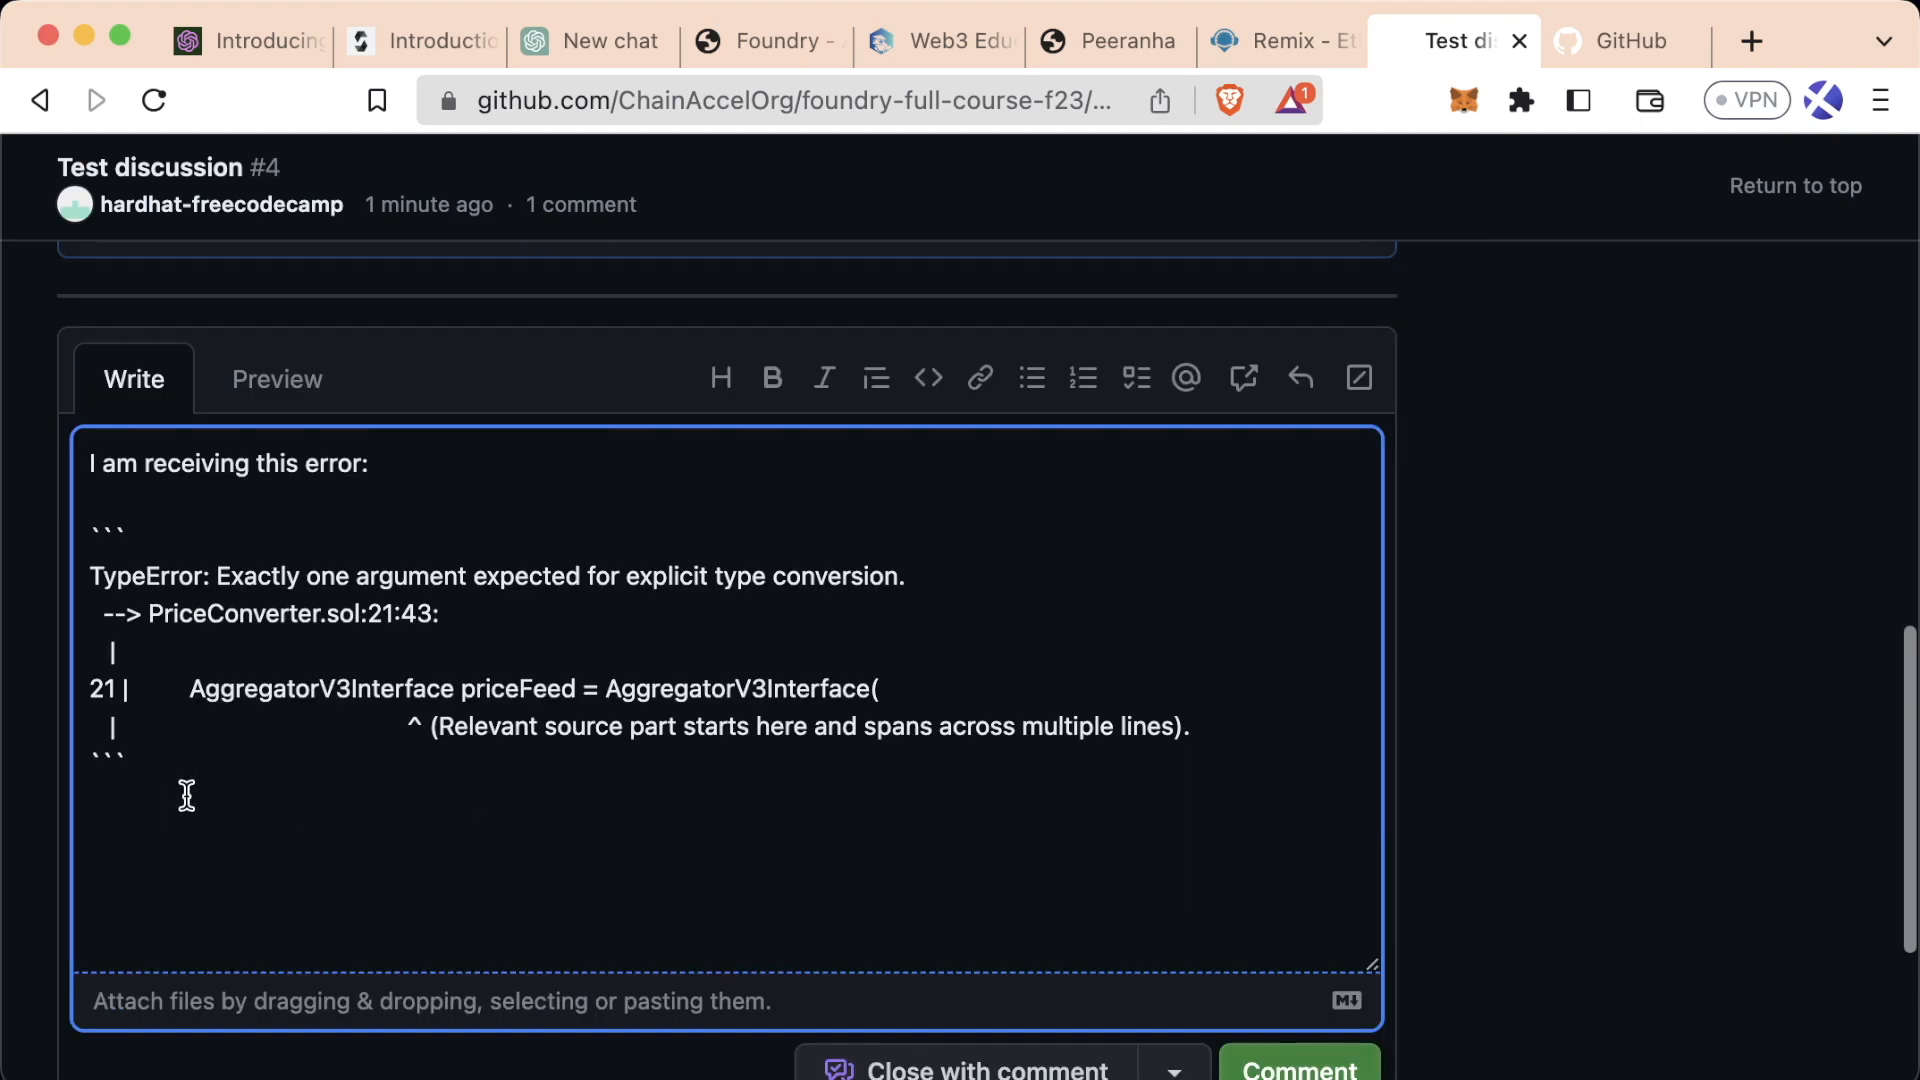 Introducing
Introductio
New chat
Foundry -
Web3 Edu
Peeranha
Remix - Et
Test di
GitHub
github.com/ChainAccelOrg/foundry-full-course-f23/...
1
VPN
Test discussion #4
hardhat-freecodecamp 1 minute ago · 1 comment
Return to top
Write
Preview
I am receiving this error:
```
TypeError: Exactly one argument expected for explicit type conversion.
--> PriceConverter.sol:21:43:
|
21 | AggregatorV3Interface priceFeed = AggregatorV3Interface(
| ^ (Relevant source part starts here and spans across multiple lines).
```
Attach files by dragging & dropping, selecting or pasting them.
Close with comment
Comment